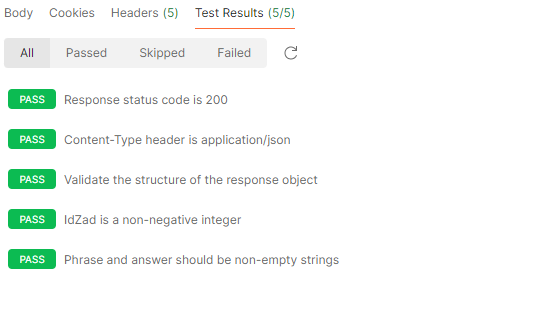 Body Cookies Headers (5) Test Results (5/5)
All Passed Skipped Failed
PASS Response status code is 200
PASS Content-Type header is application/json
PASS Validate the structure of the response object
PASS IdZad is a non-negative integer
PASS Phrase and answer should be non-empty strings